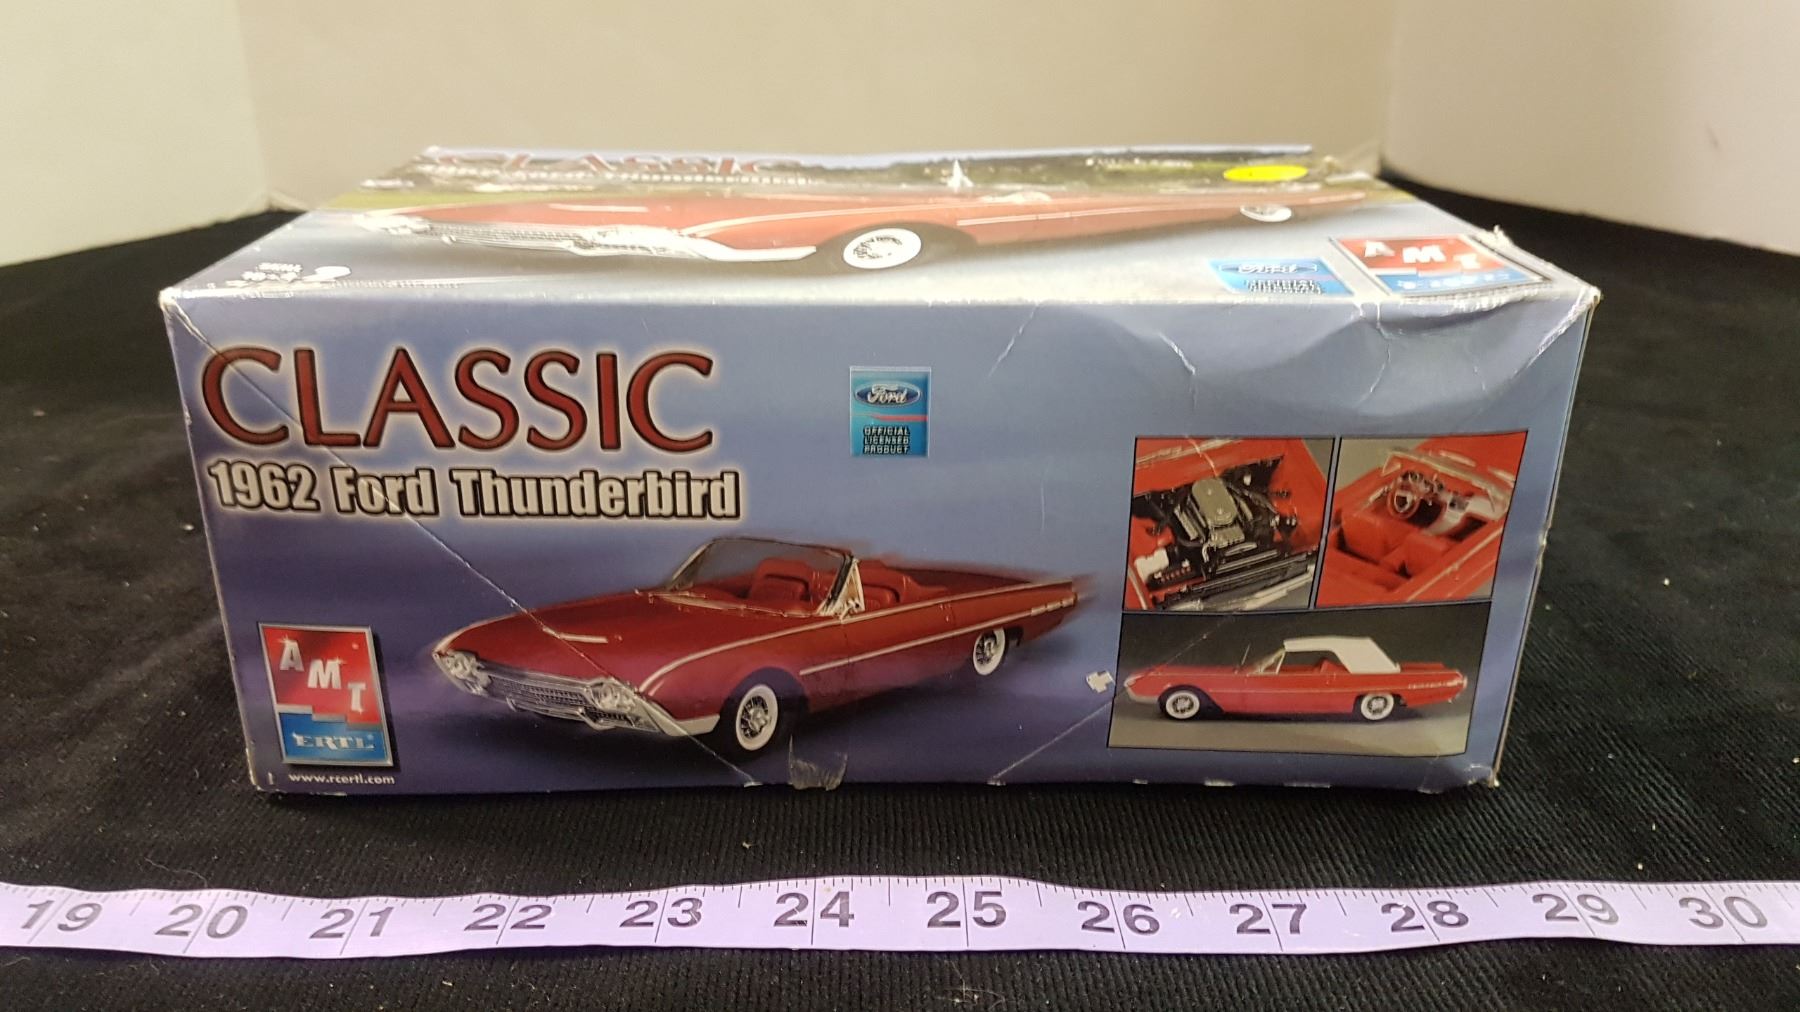 CLASSIC
Ford
AMT
CLASSIC
1962 Ford Thunderbird
Ford
OFFICIAL
LICENSED
PRODUCT
AMT
ERTL
www.rcertl.com
19 20 21 22 23 24 25 26 27 28 29 30